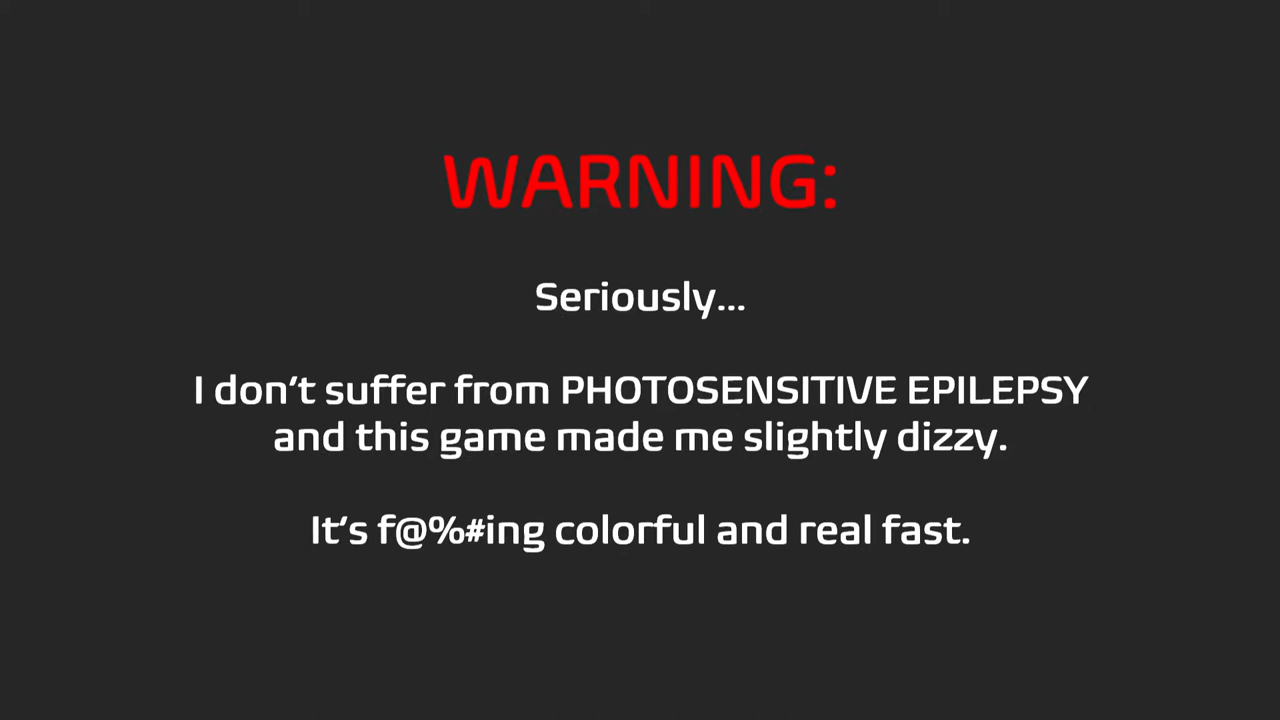 WARNING:
Seriously...
I don't suffer from PHOTOSENSITIVE EPILEPSY
and this game made me slightly dizzy.
It's f@%#ing colorful and real fast.